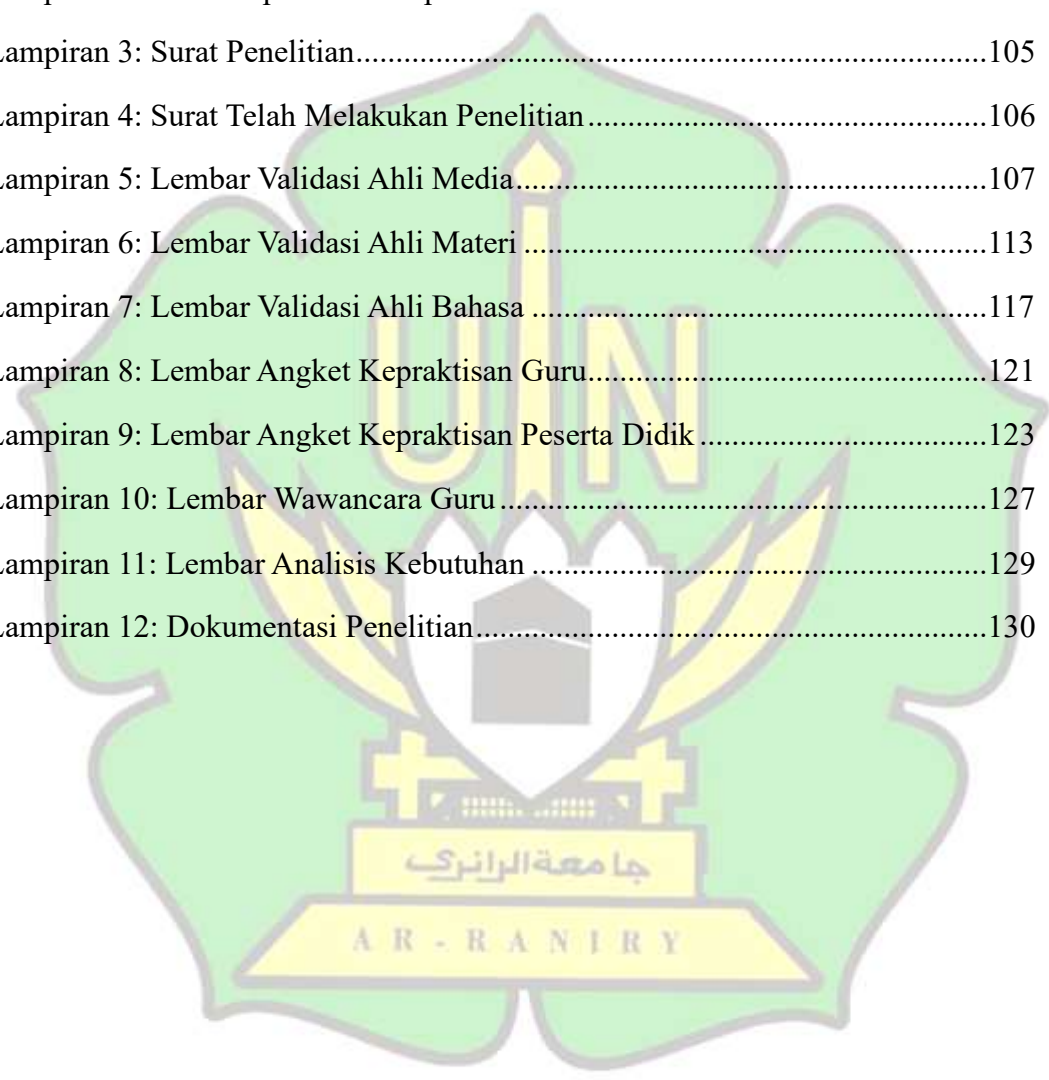 Lampiran 3: Surat Penelitian..............................................................................105
Lampiran 4: Surat Telah Melakukan Penelitian.................................................106
Lampiran 5: Lembar Validasi Ahli Media..........................................................107
Lampiran 6: Lembar Validasi Ahli Materi.........................................................113
Lampiran 7: Lembar Validasi Ahli Bahasa........................................................117
Lampiran 8: Lembar Angket Kepraktisan Guru.................................................121
Lampiran 9: Lembar Angket Kepraktisan Peserta Didik...................................123
Lampiran 10: Lembar Wawancara Guru............................................................127
Lampiran 11: Lembar Analisis Kebutuhan........................................................129
Lampiran 12: Dokumentasi Penelitian...............................................................130
UIN
جامعة الرانري
AR-RANIRY